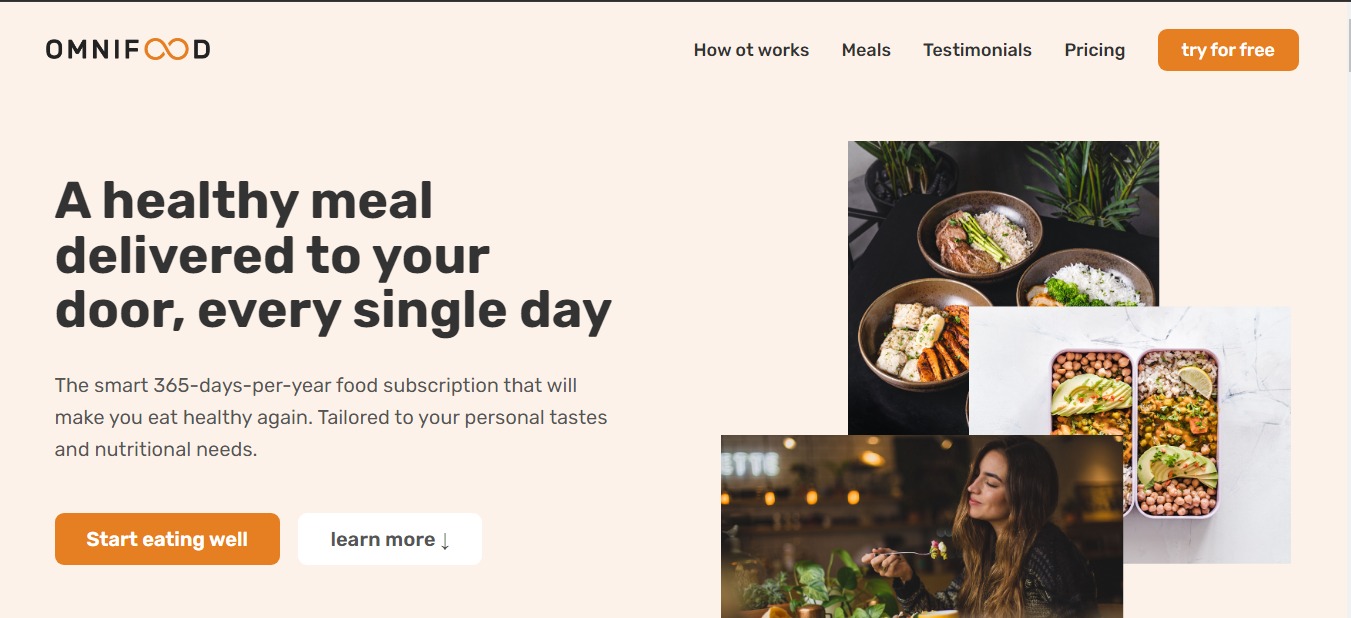 OMNIFOOD
How ot works
Meals
Testimonials
Pricing
try for free
A healthy meal
delivered to your
door, every single day
The smart 365-days-per-year food subscription that will
make you eat healthy again. Tailored to your personal tastes
and nutritional needs.
Start eating well
learn more ↓